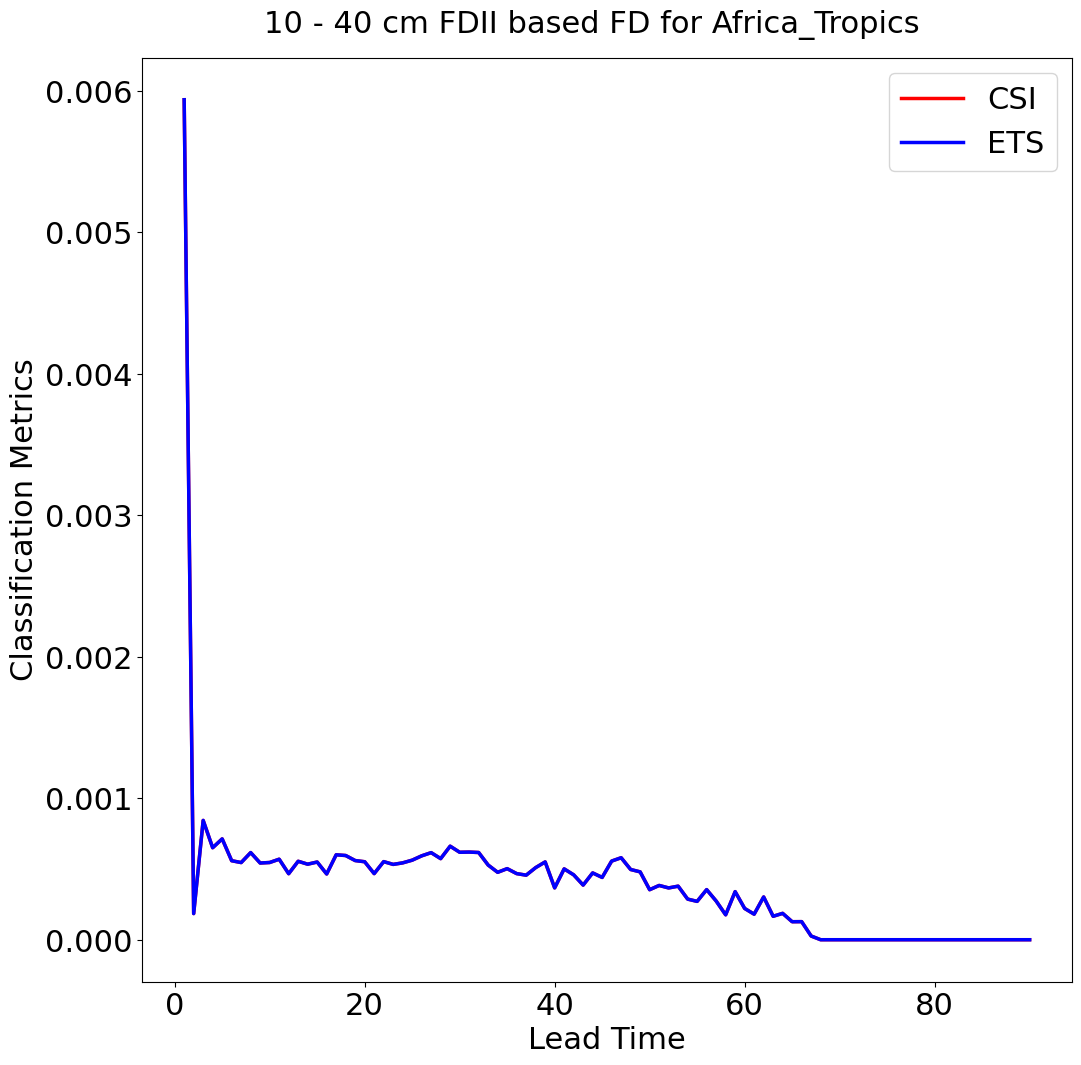 10 - 40 cm FDII based FD for Africa_Tropics
CSI
ETS
Classification Metrics
0.006
0.005
0.004
0.003
0.002
0.001
0.000
0 20 40 60 80
Lead Time